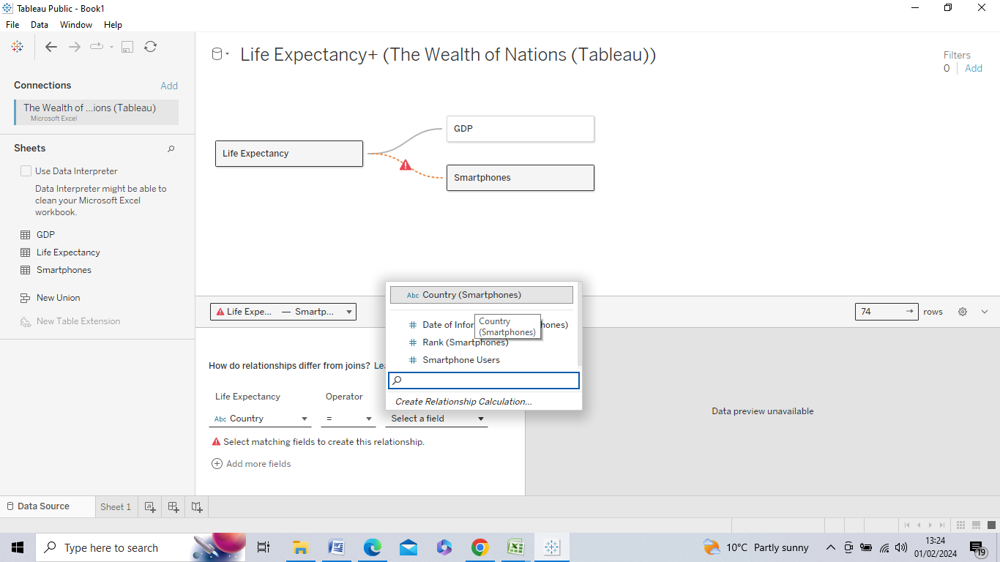 Tableau Public - Book1
File Data Window Help
Connections Add
The Wealth of ...ions (Tableau)
Microsoft Excel
Sheets
Use Data Interpreter
Data Interpreter might be able to
clean your Microsoft Excel
workbook.
GDP
Life Expectancy
Smartphones
New Union
New Table Extension
Life Expectancy+ (The Wealth of Nations (Tableau))
Filters
0 Add
GDP
Life Expectancy
Smartphones
Life Expe... — Smartp...
74 rows
Abc Country (Smartphones)
Date of Infor hones)
Country
(Smartphones)
Rank (Smartphones)
Smartphone Users
Create Relationship Calculation...
How do relationships differ from joins? Le
Life Expectancy Operator
Abc Country = Select a field
Select matching fields to create this relationship.
Add more fields
Data preview unavailable
Data Source Sheet 1
Type here to search
10°C Partly sunny
13:24
01/02/2024
19